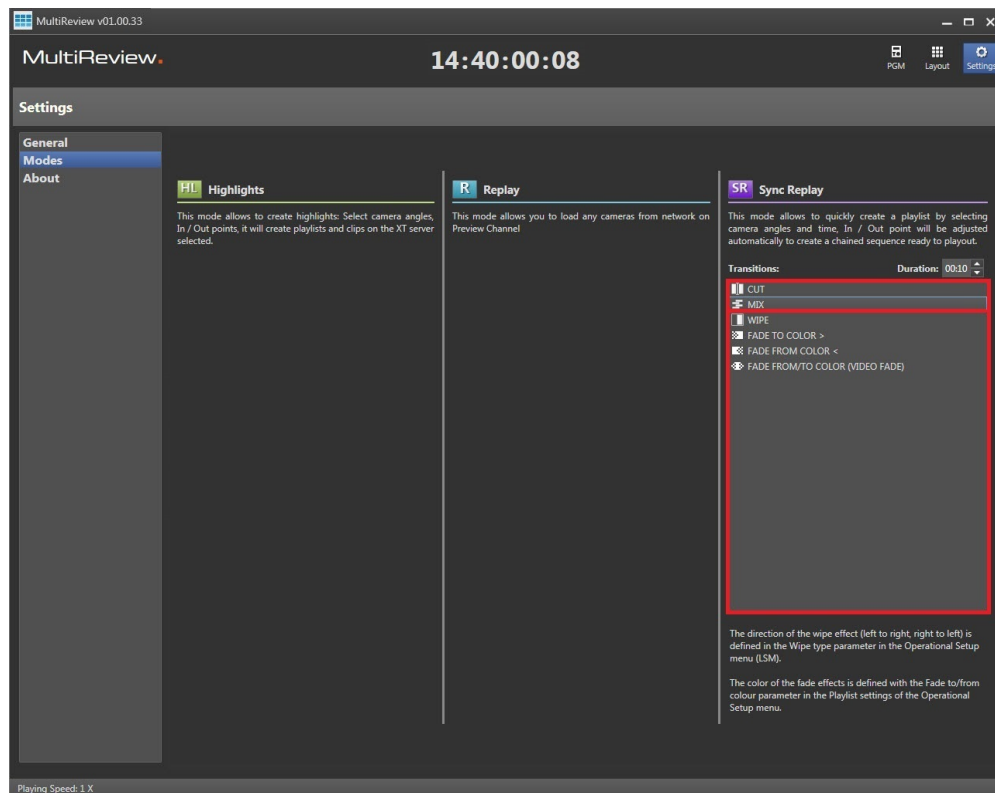 MultiReview v01.00.33
MultiReview.
14:40:00:08
PGM
Layout
Settings
Settings
General
Modes
About
HL Highlights
This mode allows to create highlights: Select camera angles,
In / Out points, it will create playlists and clips on the XT server
selected.
R Replay
This mode allows you to load any cameras from network on
Preview Channel
SR Sync Replay
This mode allows to quickly create a playlist by selecting
camera angles and time, In / Out point will be adjusted
automatically to create a chained sequence ready to playout.
Transitions: Duration: 00:10
CUT
MIX
WIPE
FADE TO COLOR >
FADE FROM COLOR <
FADE FROM/TO COLOR (VIDEO FADE)
The direction of the wipe effect (left to right, right to left) is
defined in the Wipe type parameter in the Operational Setup
menu (LSM).
The color of the fade effects is defined with the Fade to/from
colour parameter in the Playlist settings of the Operational
Setup menu.
Playing Speed: 1 X